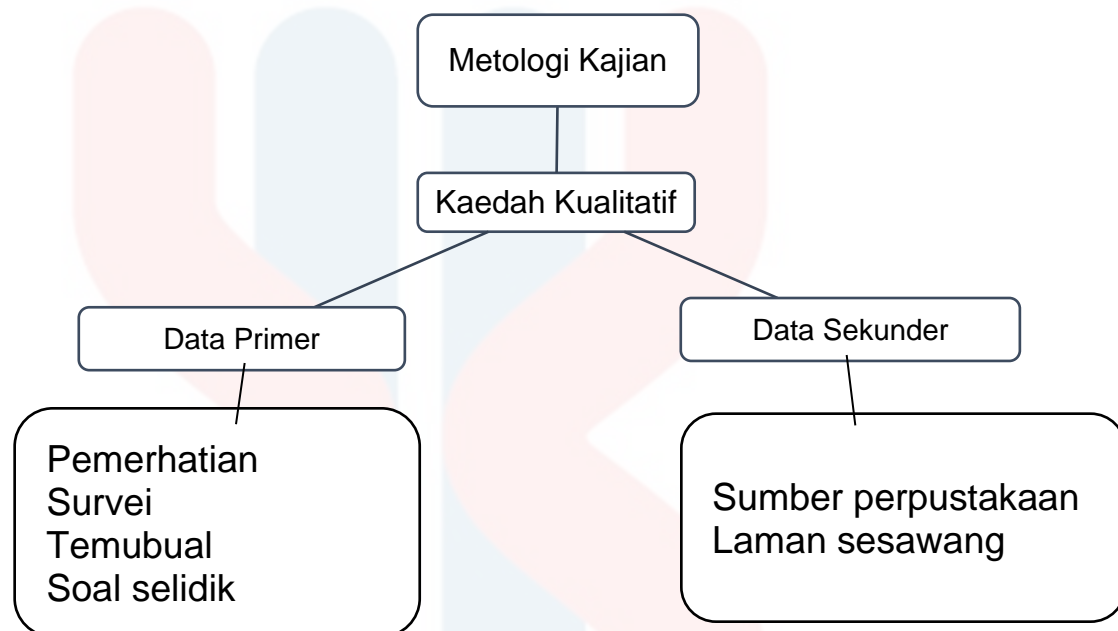 Metologi Kajian
Kaedah Kualitatif
Data Primer
Data Sekunder
Pemerhatian
Survei
Temubual
Soal selidik
Sumber perpustakaan
Laman sesawang